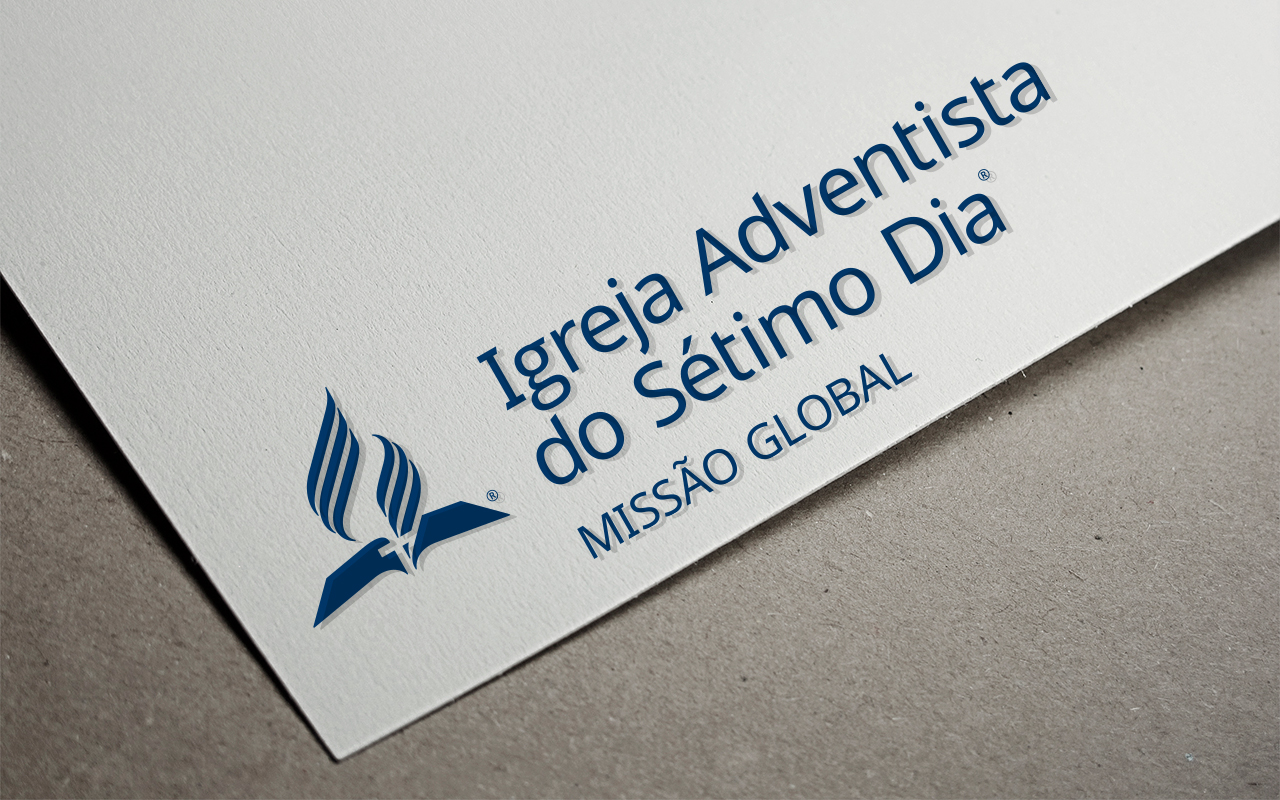 Igreja Adventista
do Sétimo Dia®
MISSÃO GLOBAL
®